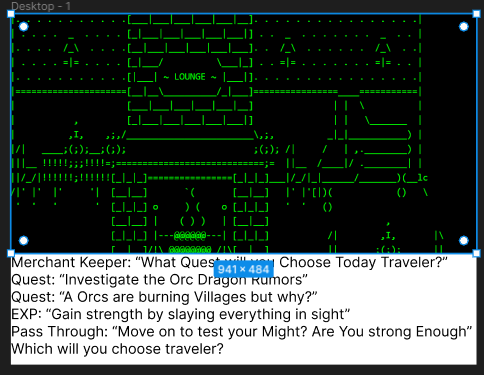 Desktop - 1
~ LOUNGE ~
941 × 484
Merchant Keeper: “What Quest will you Choose Today Traveler?”
Quest: “Investigate the Orc Dragon Rumors”
Quest: “A Orcs are burning Villages but why?”
EXP: “Gain strength by slaying everything in sight”
Pass Through: “Move on to test your Might? Are You strong Enough”
Which will you choose traveler?